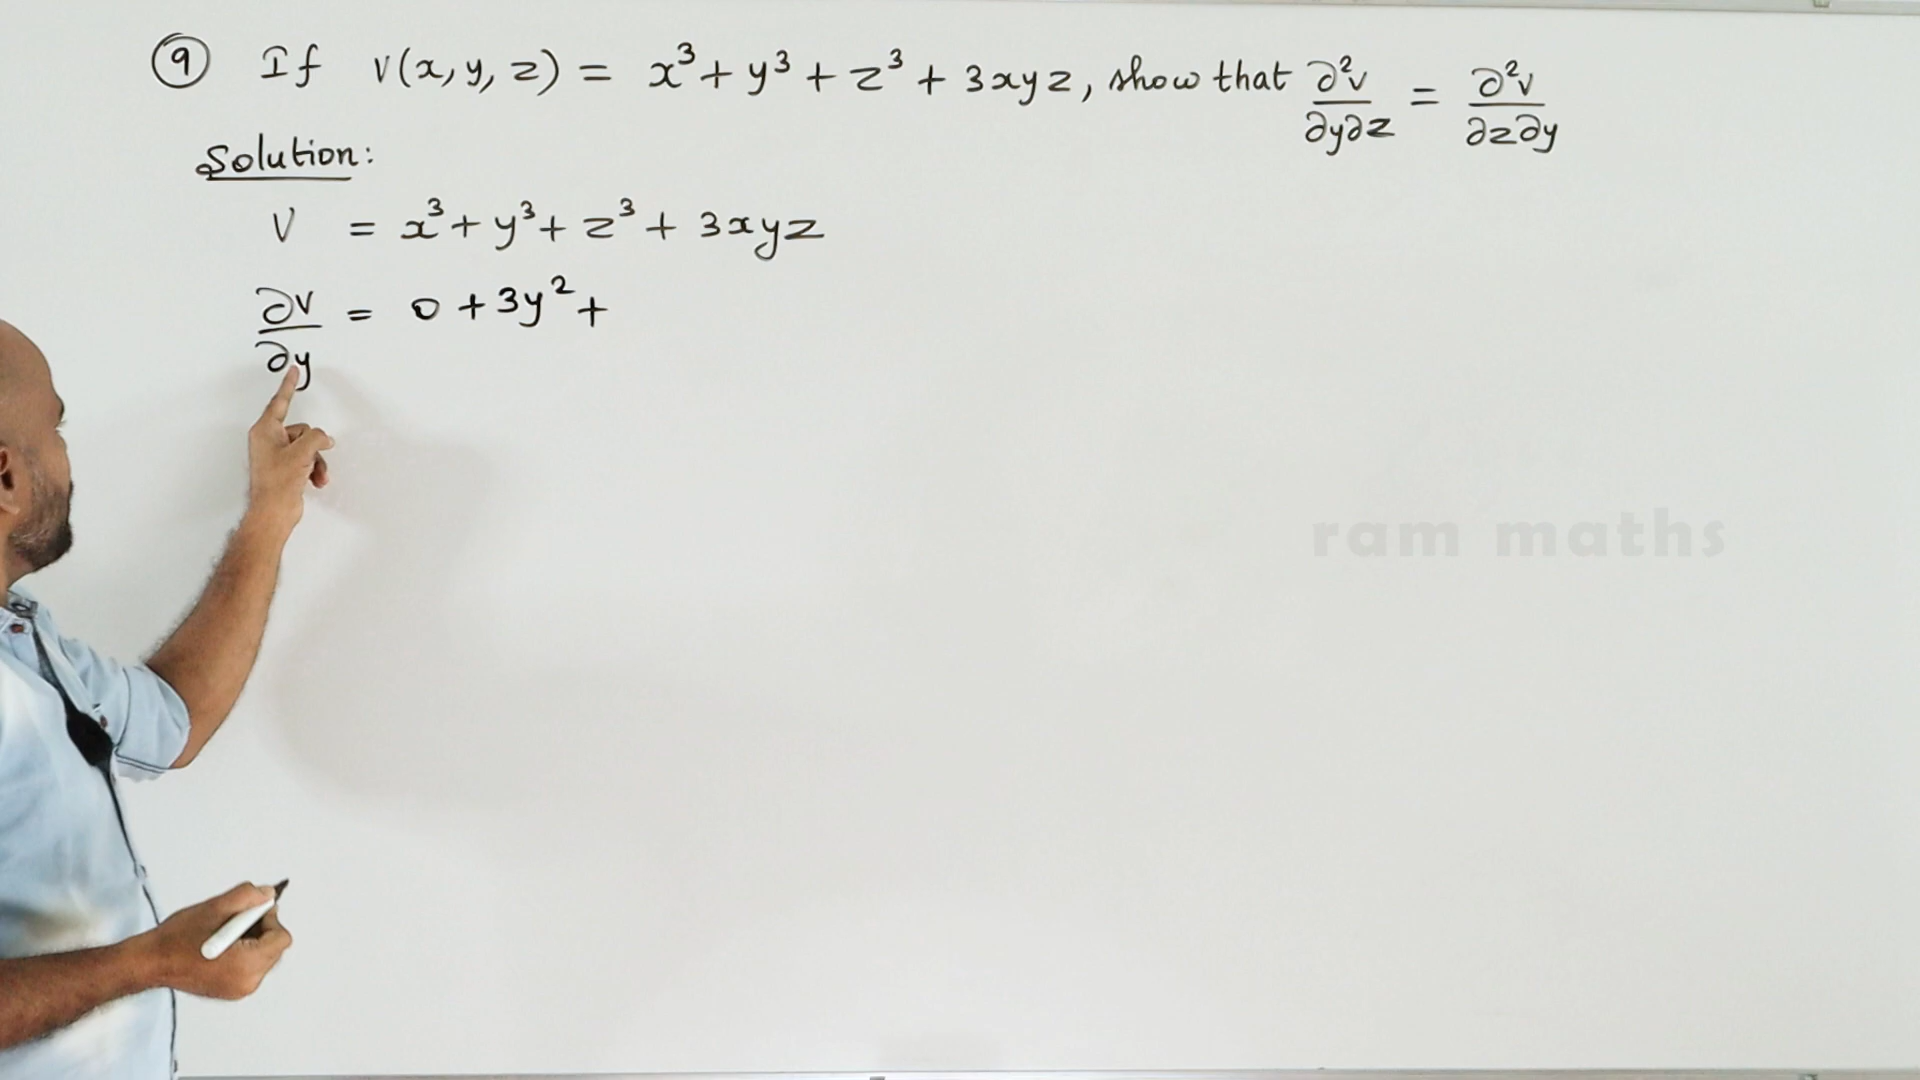 ⑨ If v(x, y, z) = x³ + y³ + z³ + 3xyz, show that ∂²v/∂y∂z = ∂²v/∂z∂y
Solution:
V = x³ + y³ + z³ + 3xyz
∂v/∂y = 0 + 3y² +
ram maths